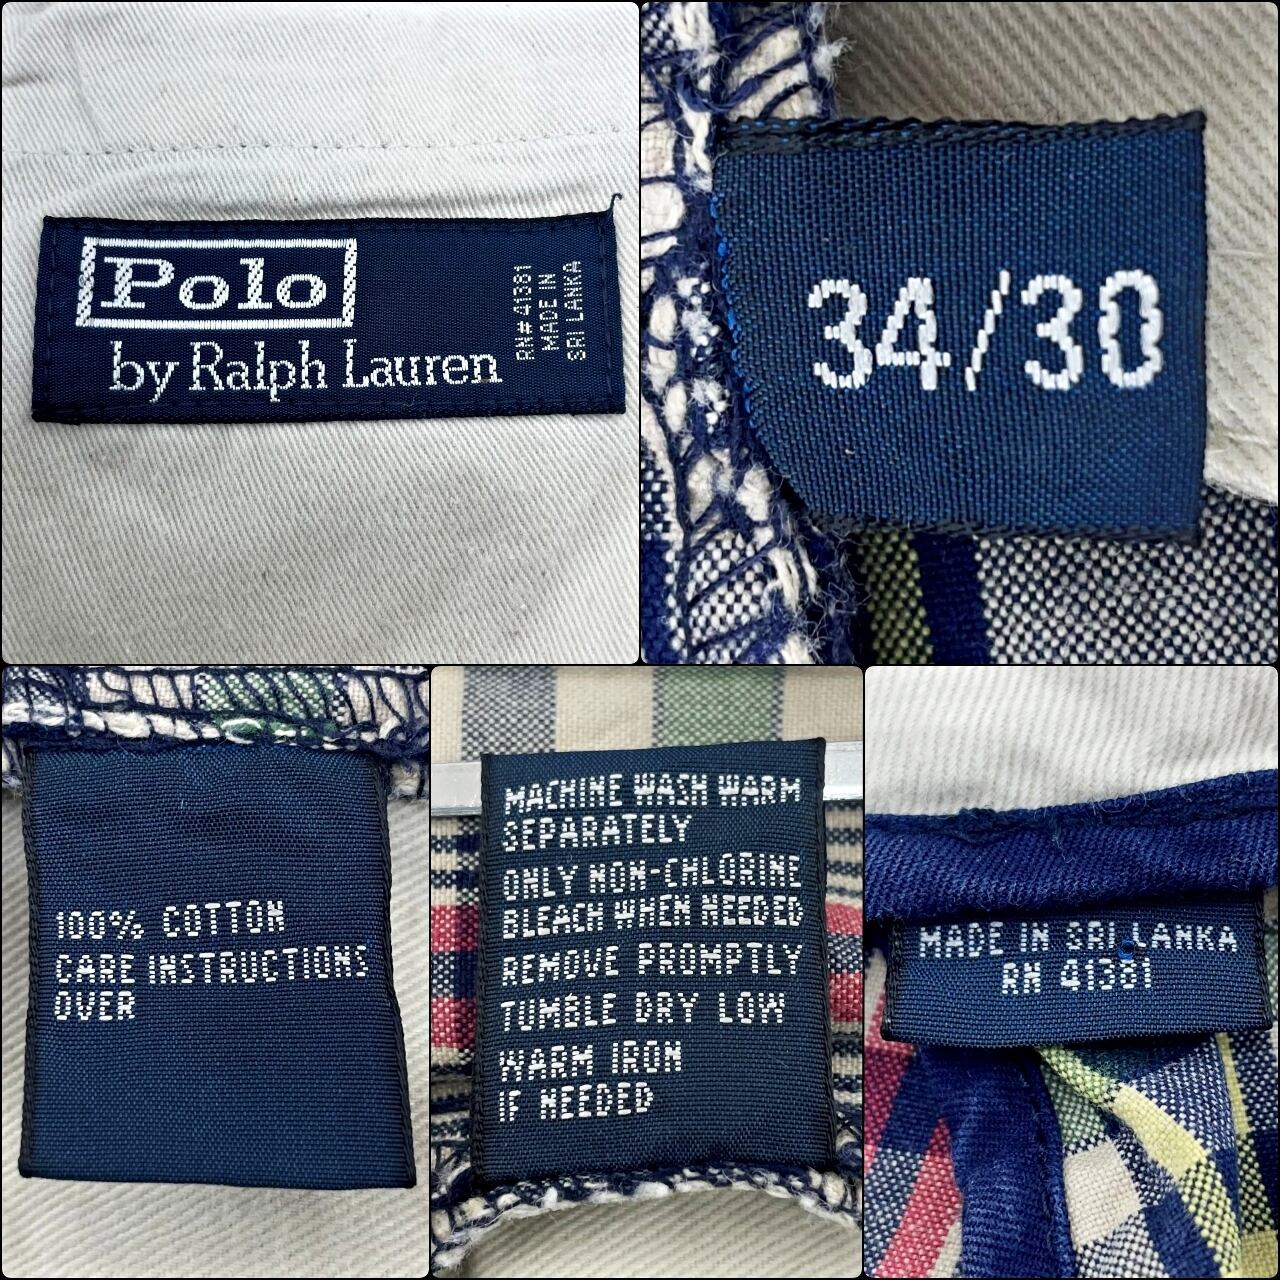 Polo
by Ralph Lauren
RN# 41381
MADE IN
SRI LANKA
34/30
100% COTTON
CARE INSTRUCTIONS
OVER
MACHINE WASH WARM
SEPARATELY
ONLY NON-CHLORINE
BLEACH WHEN NEEDED
REMOVE PROMPTLY
TUMBLE DRY LOW
WARM IRON
IF NEEDED
MADE IN SRI LANKA
RN 41381